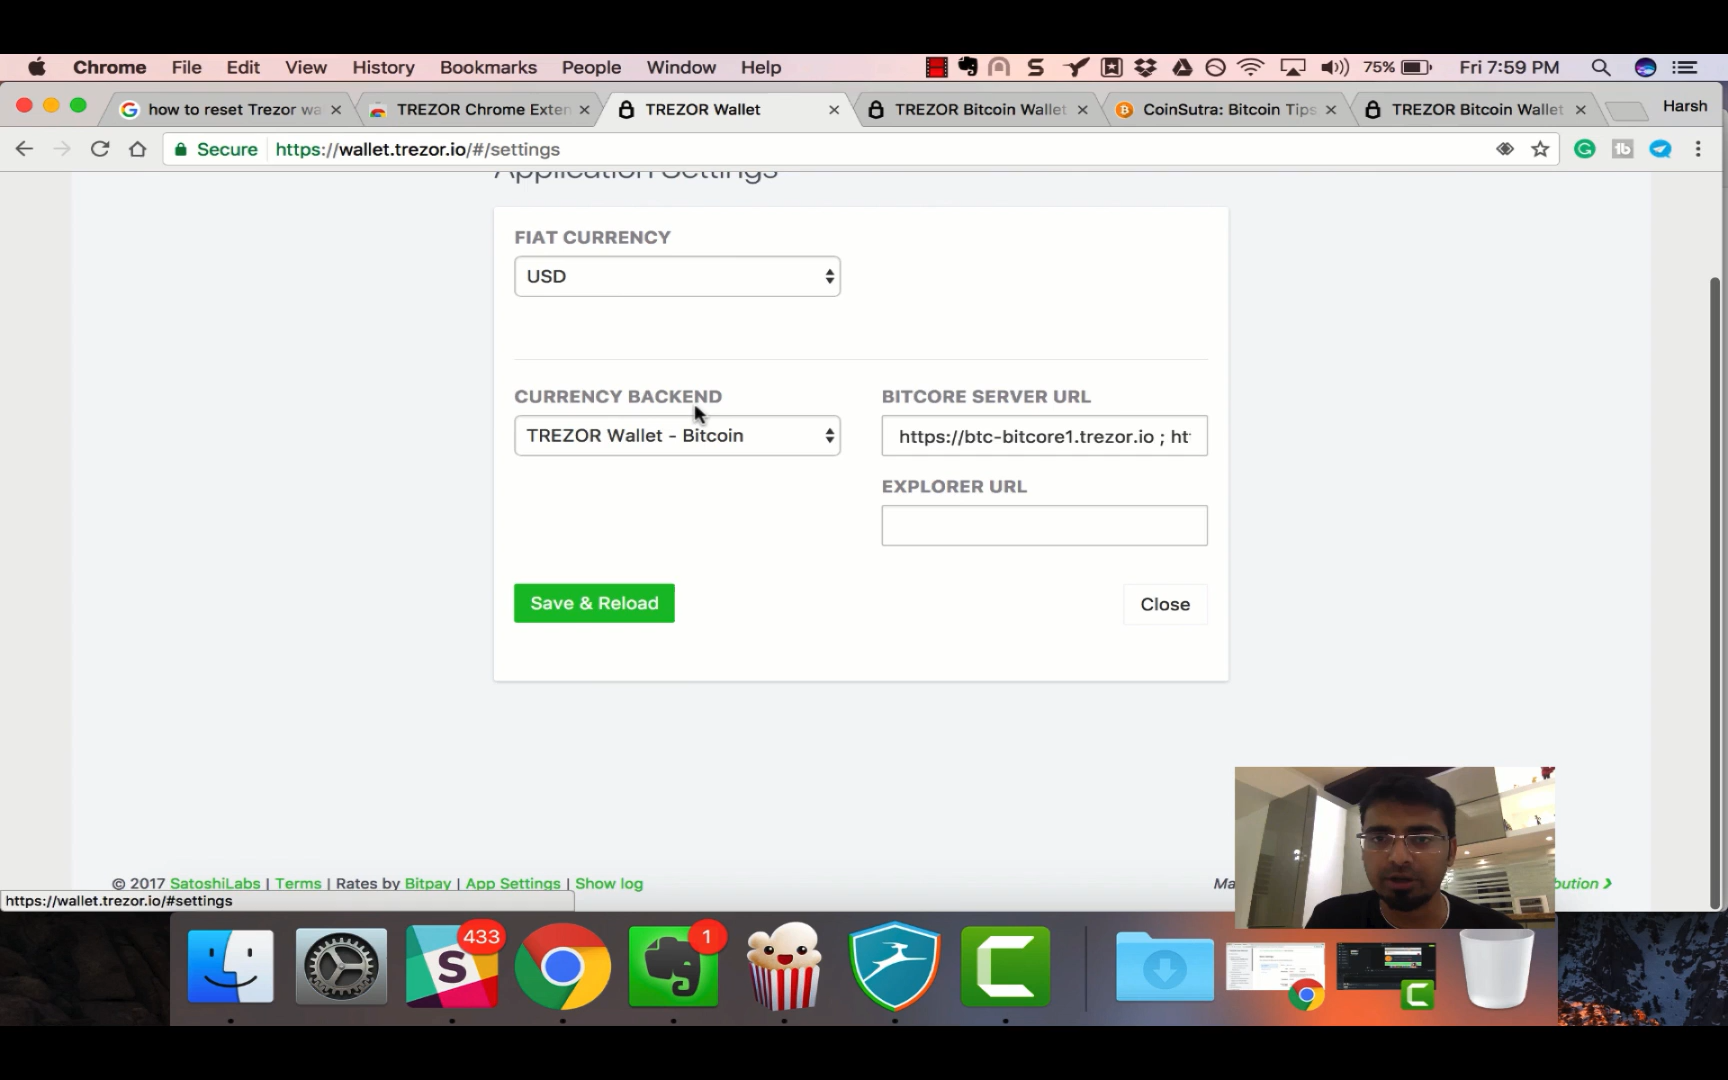 Chrome File Edit View History Bookmarks People Window Help 75% Fri 7:59 PM
how to reset Trezor wa TREZOR Chrome Exten TREZOR Wallet TREZOR Bitcoin Wallet CoinSutra: Bitcoin Tips TREZOR Bitcoin Wallet Harsh
Secure https://wallet.trezor.io/#/settings
Application Settings
FIAT CURRENCY
USD
CURRENCY BACKEND BITCORE SERVER URL
TREZOR Wallet - Bitcoin https://btc-bitcore1.trezor.io ; ht
EXPLORER URL
Save & Reload Close
© 2017 SatoshiLabs | Terms | Rates by Bitpay | App Settings | Show log
https://wallet.trezor.io/#settings
433
1
S